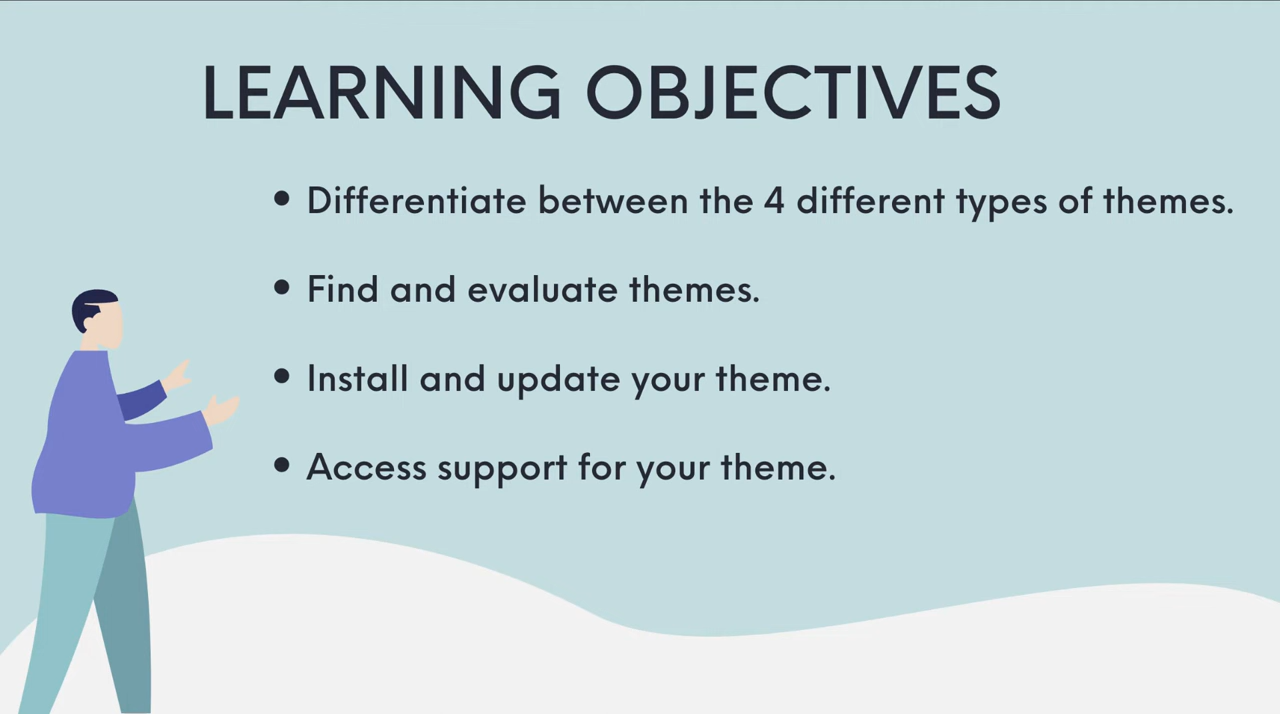 LEARNING OBJECTIVES
• Differentiate between the 4 different types of themes.
• Find and evaluate themes.
• Install and update your theme.
• Access support for your theme.